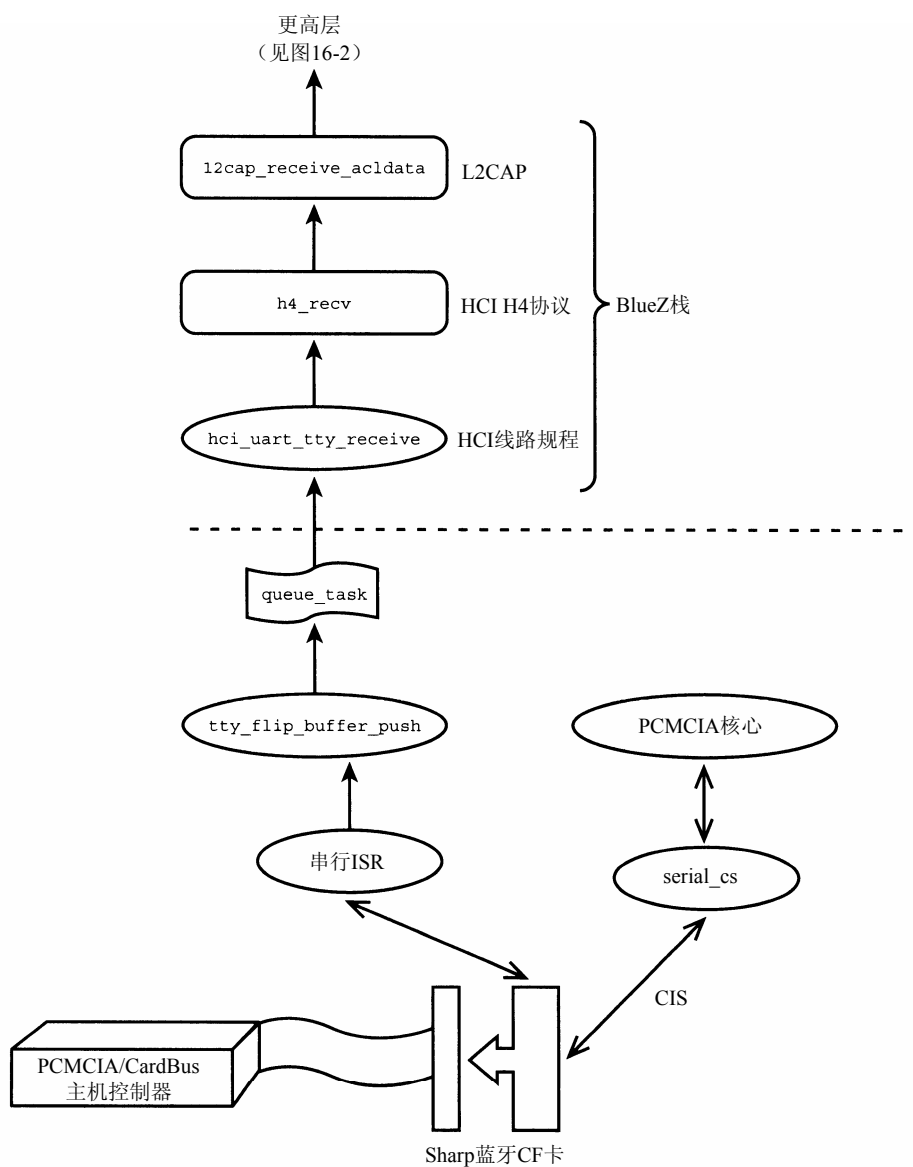 更高层
（见图16-2）
l2cap_receive_acldata
L2CAP
h4_recv
HCI H4协议
BlueZ栈
hci_uart_tty_receive
HCI线路规程
queue_task
tty_flip_buffer_push
PCMCIA核心
串行ISR
serial_cs
CIS
PCMCIA/CardBus
主机控制器
Sharp蓝牙CF卡